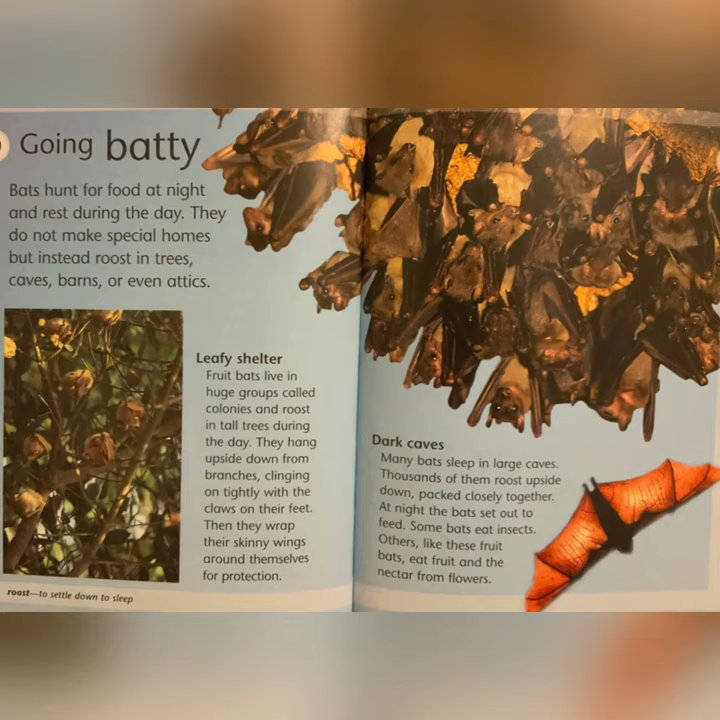 Going batty
Bats hunt for food at night
and rest during the day. They
do not make special homes
but instead roost in trees,
caves, barns, or even attics.
Leafy shelter
Fruit bats live in
huge groups called
colonies and roost
in tall trees during
the day. They hang
upside down from
branches, clinging
on tightly with the
claws on their feet.
Then they wrap
their skinny wings
around themselves
for protection.
roost—to settle down to sleep
Dark caves
Many bats sleep in large caves.
Thousands of them roost upside
down, packed closely together.
At night the bats set out to
feed. Some bats eat insects.
Others, like these fruit
bats, eat fruit and the
nectar from flowers.